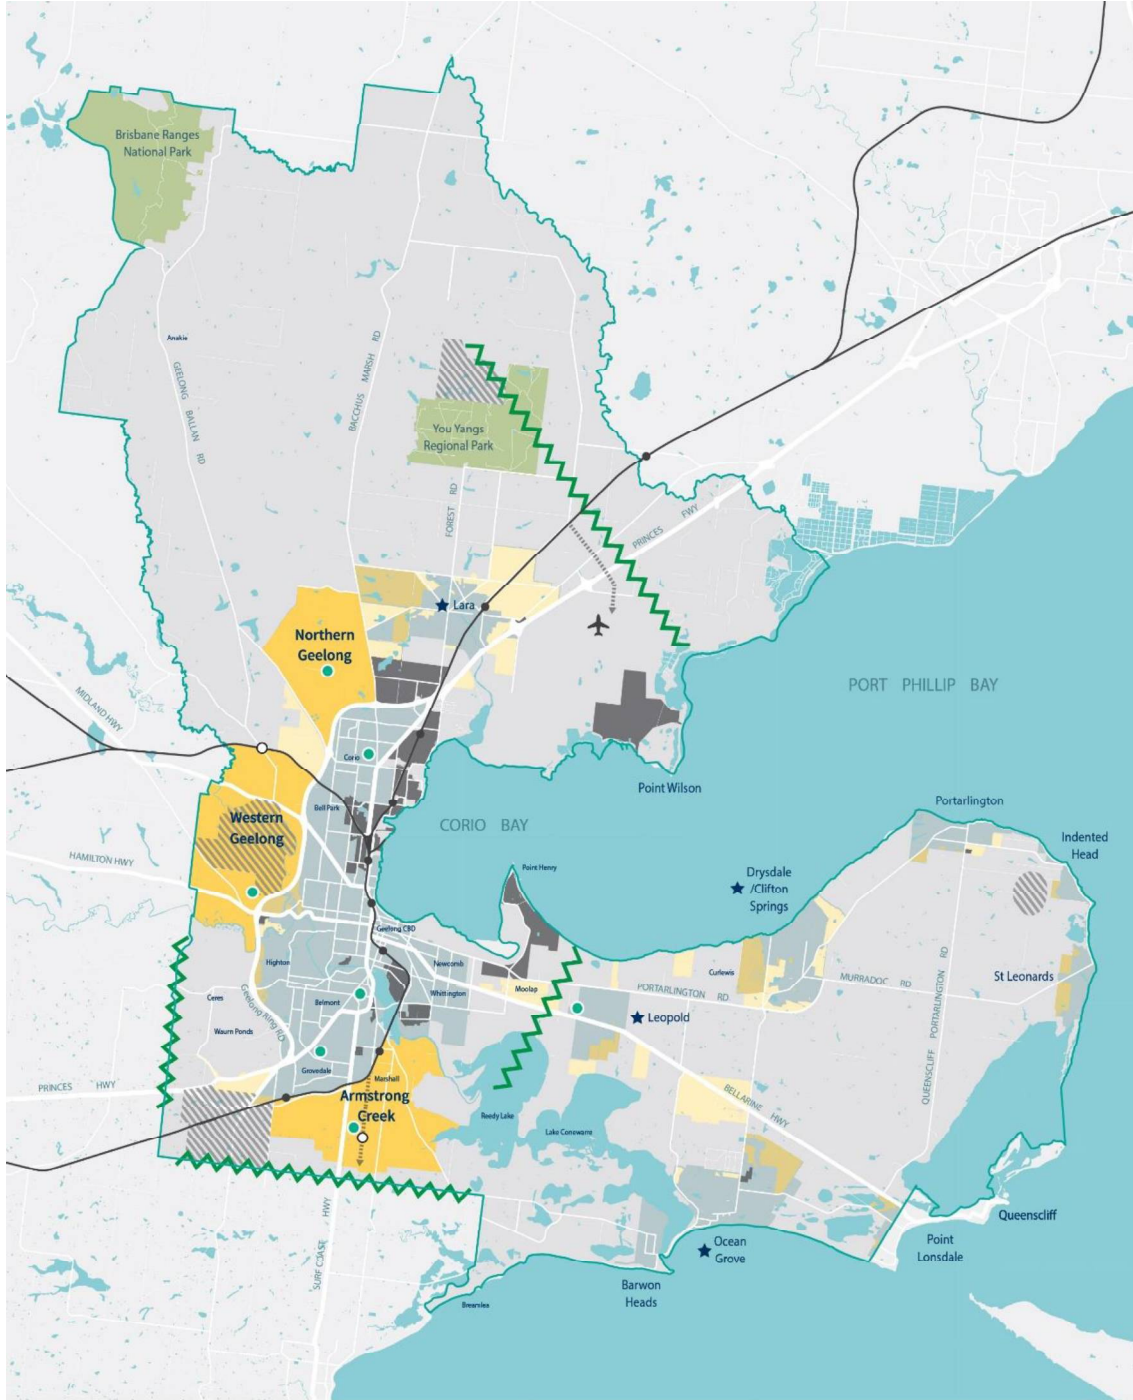 Brisbane Ranges
National Park
Anakie
GEELONG BALLAN RD
BACCHUS MARSH RD
You Yangs
Regional Park
FOREST RD
PRINCES FWY
Lara
Northern
Geelong
MIDLAND HWY
PORT PHILLIP BAY
Corio
Point Wilson
Bell Park
Western
Geelong
CORIO BAY
Portarlington
Indented
Head
HAMILTON HWY
Point Henry
Drysdale
/Clifton
Springs
Geelong CBD
Highton
Newcomb
Curlewis
MURRADOC RD
St Leonards
QUEENSCLIFF PORTARLINGTON RD
Ceres
Geelong Ring RD
Belmont
Whittington
Moolap
PORTARLINGTON RD
Leopold
Waurn Ponds
Grovedale
Marshall
PRINCES HWY
Armstrong
Creek
Reedy Lake
Lake Connewarre
BELLARINE HWY
SURF COAST HWY
Queenscliff
Point
Lonsdale
Ocean
Grove
Barwon
Heads
Breamlea